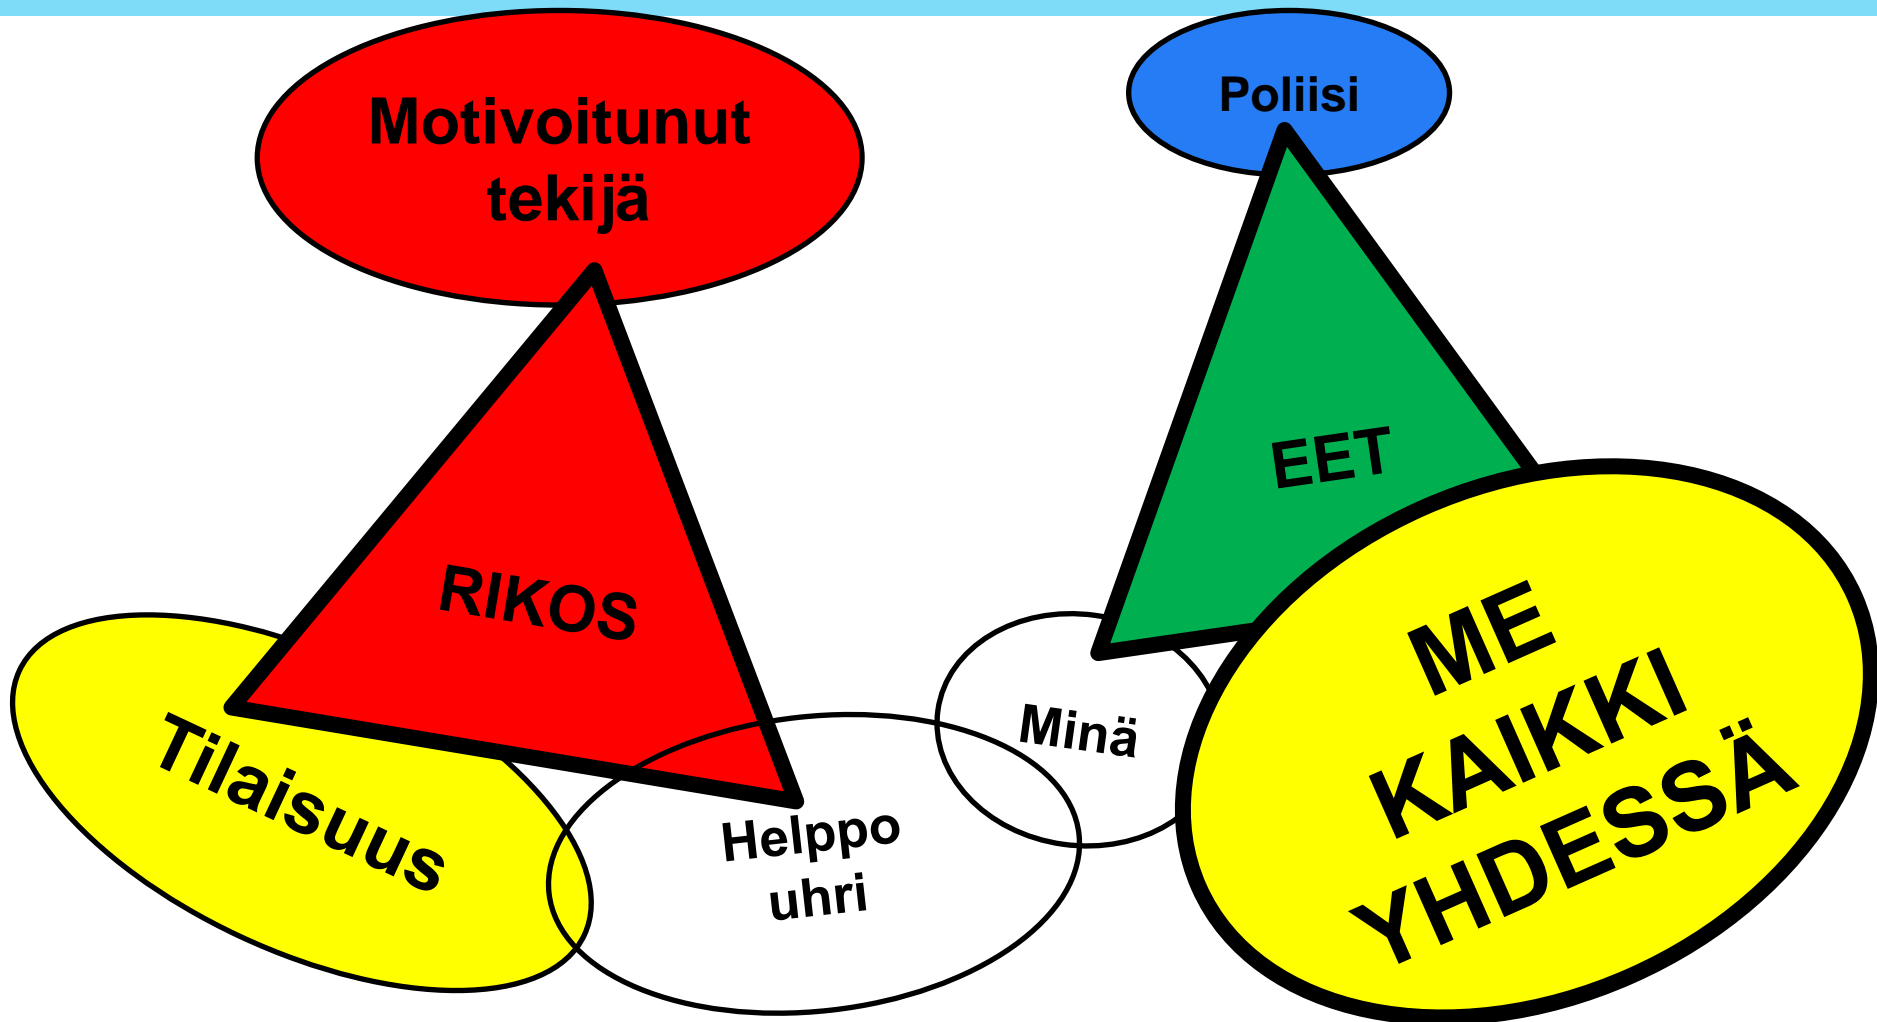 Motivoitunut
tekijä
RIKOS
Tilaisuus
Helppo
uhri
Poliisi
EET
Minä
ME
KAIKKI
YHDESSÄ